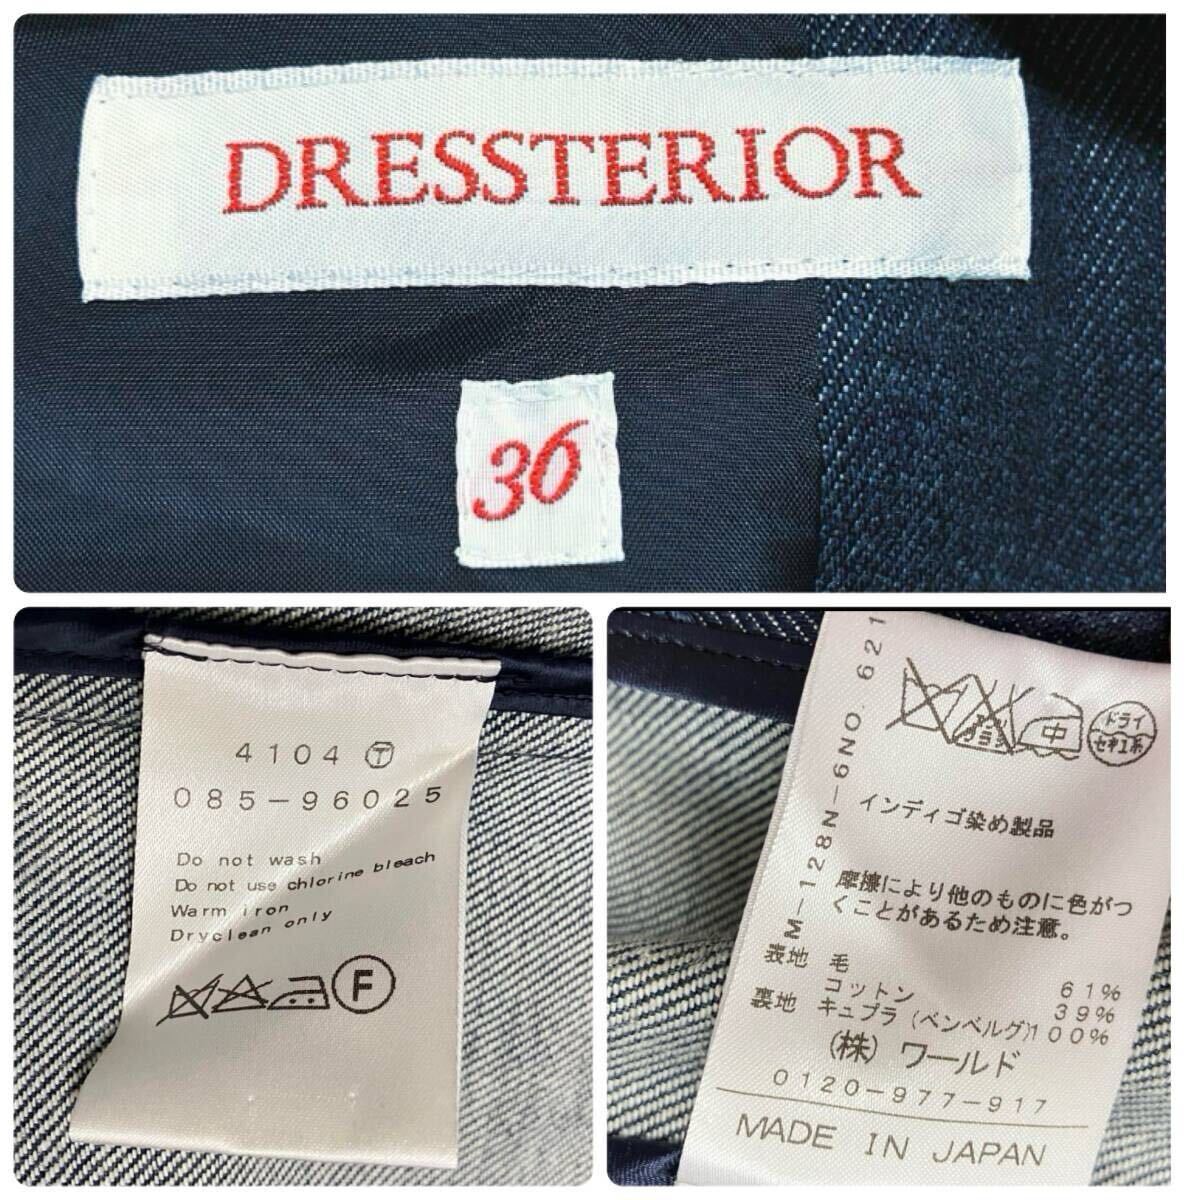 DRESSTERIOR
36
4104 Ⓣ
085-96025
Do not wash
Do not use chlorine bleach
Warm iron
Dryclean only
F
M-128N-6NO.621
中
ドライ
セキユ系
インディゴ染め製品
摩擦により他のものに色がつ
くことがあるため注意。
表地 毛 61%
コットン 39%
裏地 キュプラ(ベンベルグ)100%
(株)ワールド
0120-977-917
MADE IN JAPAN